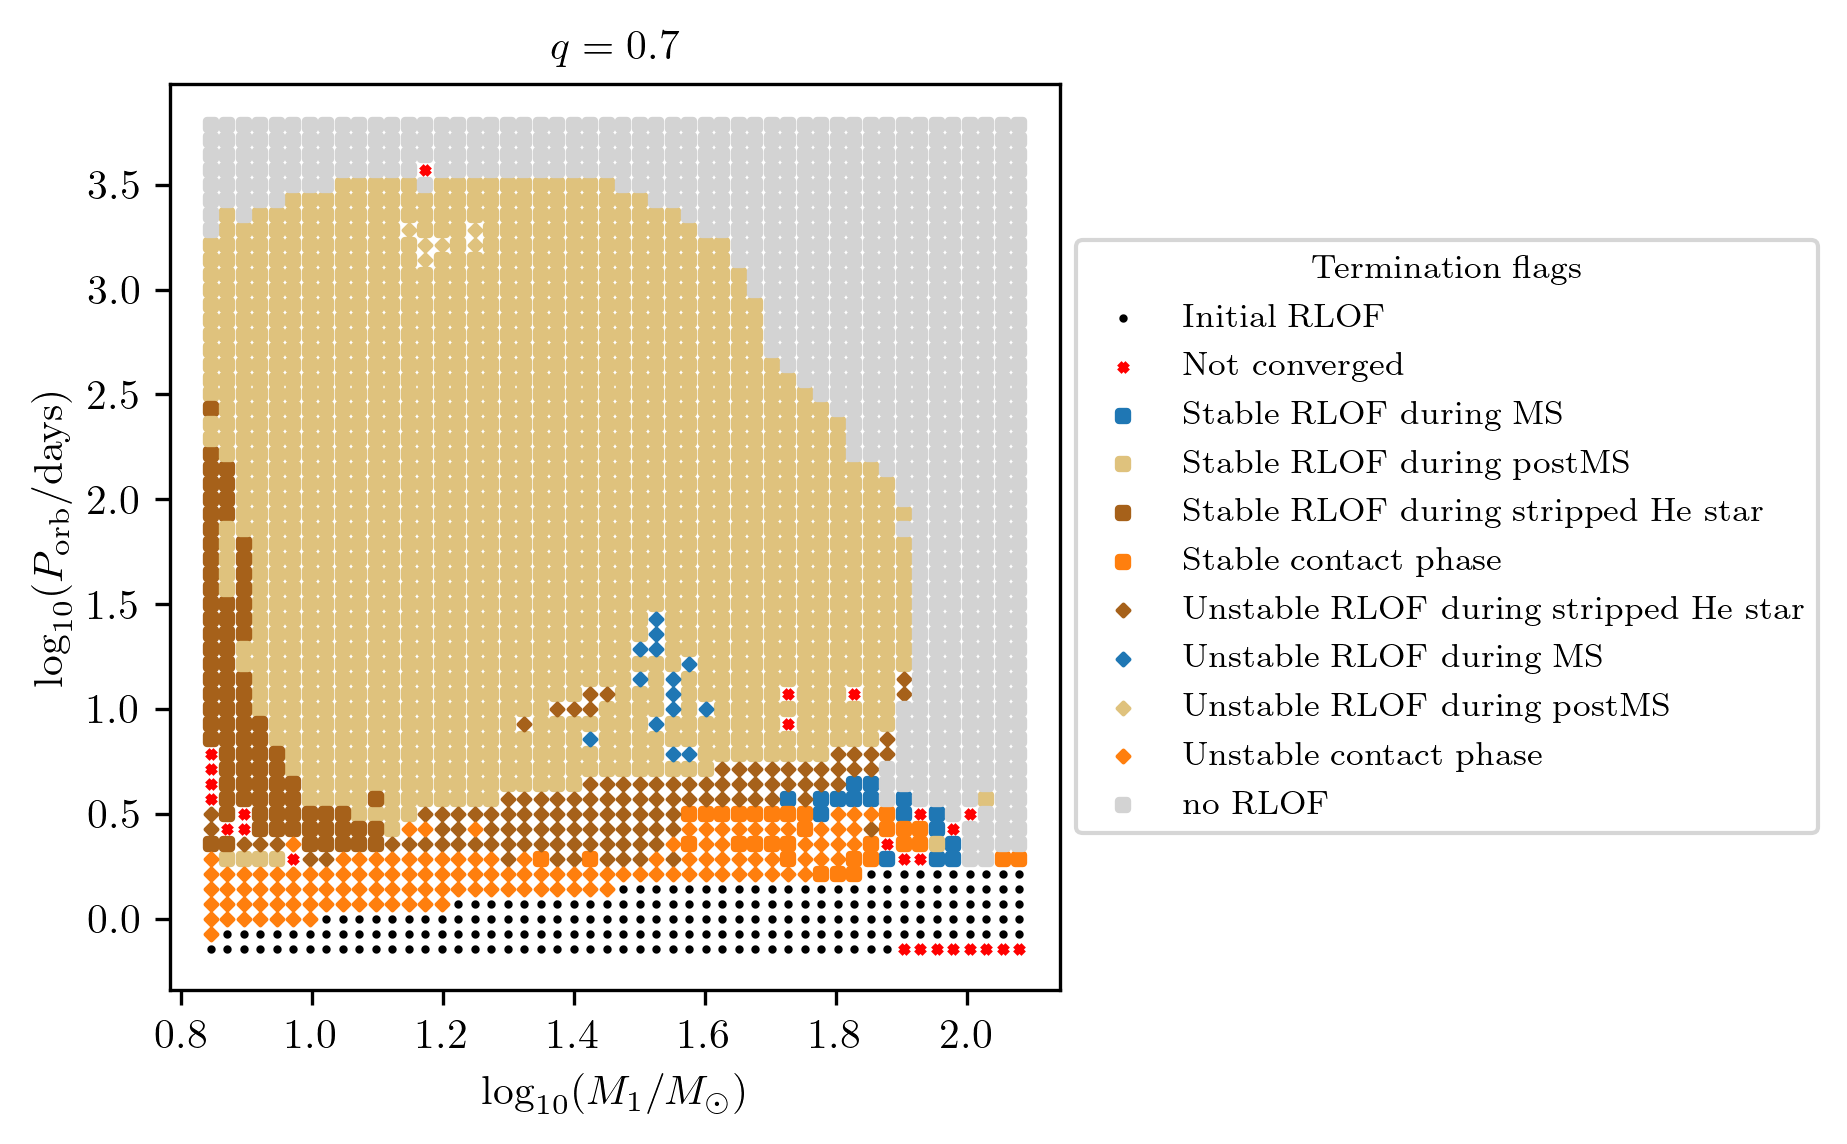 q = 0.7
log₁₀(P_orb/days)
3.5
3.0
2.5
2.0
1.5
1.0
0.5
0.0
0.8 1.0 1.2 1.4 1.6 1.8 2.0
log₁₀(M₁/M_⊙)
Termination flags
Initial RLOF
Not converged
Stable RLOF during MS
Stable RLOF during postMS
Stable RLOF during stripped He star
Stable contact phase
Unstable RLOF during stripped He star
Unstable RLOF during MS
Unstable RLOF during postMS
Unstable contact phase
no RLOF